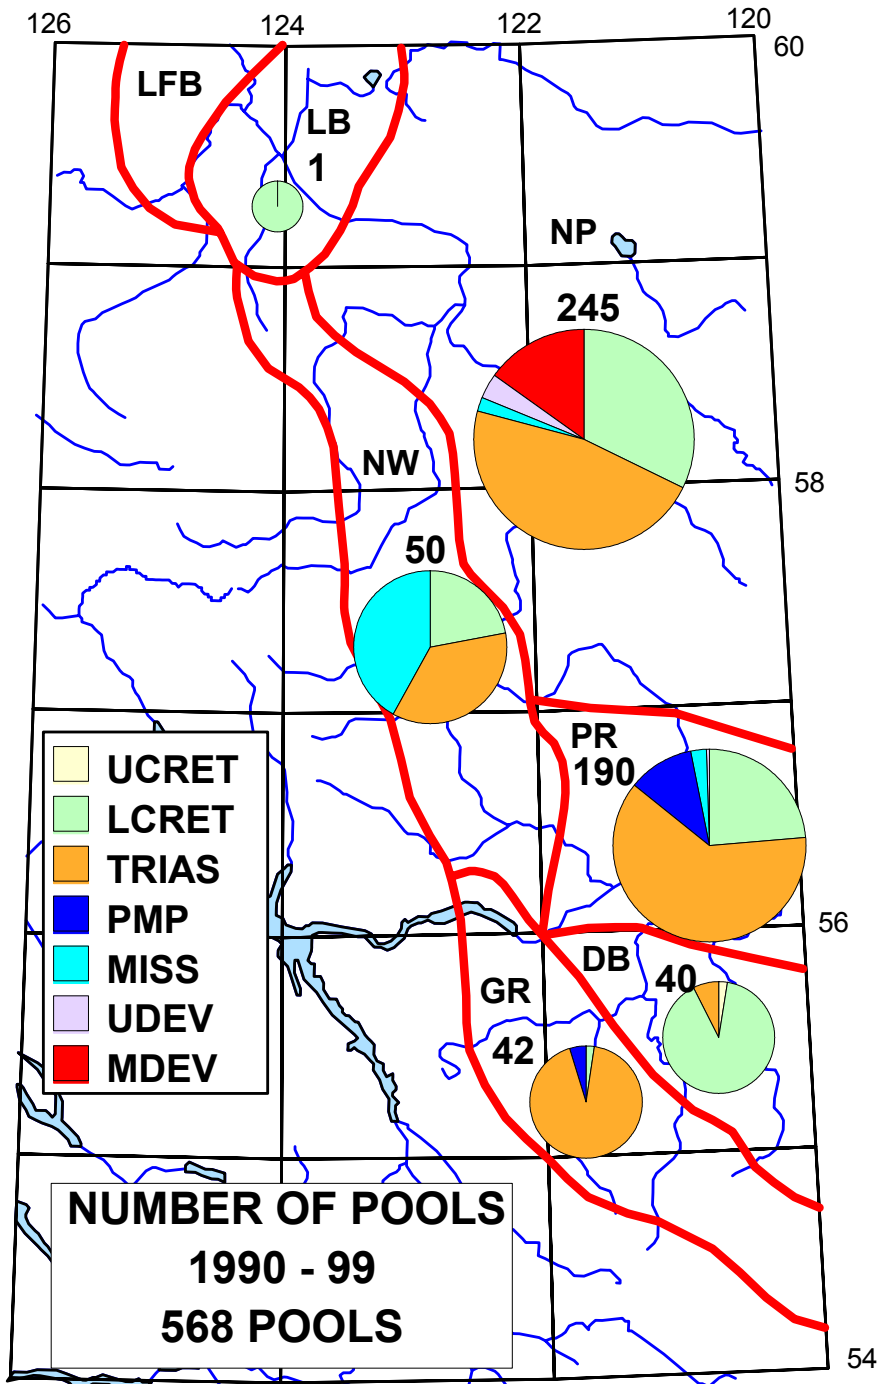 126
124
122
120
60
LFB
LB
1
NP
245
58
NW
50
PR
190
UCRET
LCRET
TRIAS
PMP
MISS
UDEV
MDEV
56
DB
40
GR
42
NUMBER OF POOLS
1990 - 99
568 POOLS
54